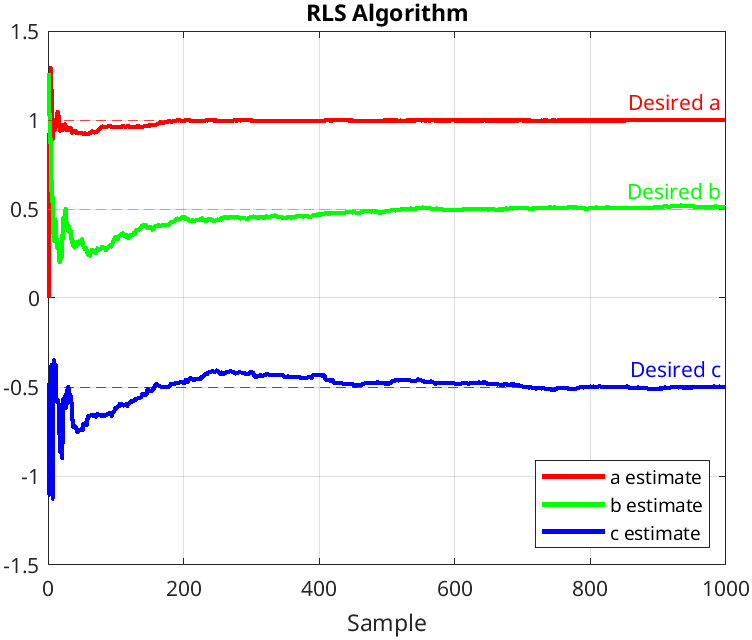 RLS Algorithm
1.5
1
0.5
0
-0.5
-1
-1.5
Desired a
Desired b
Desired c
a estimate
b estimate
c estimate
0 200 400 600 800 1000
Sample